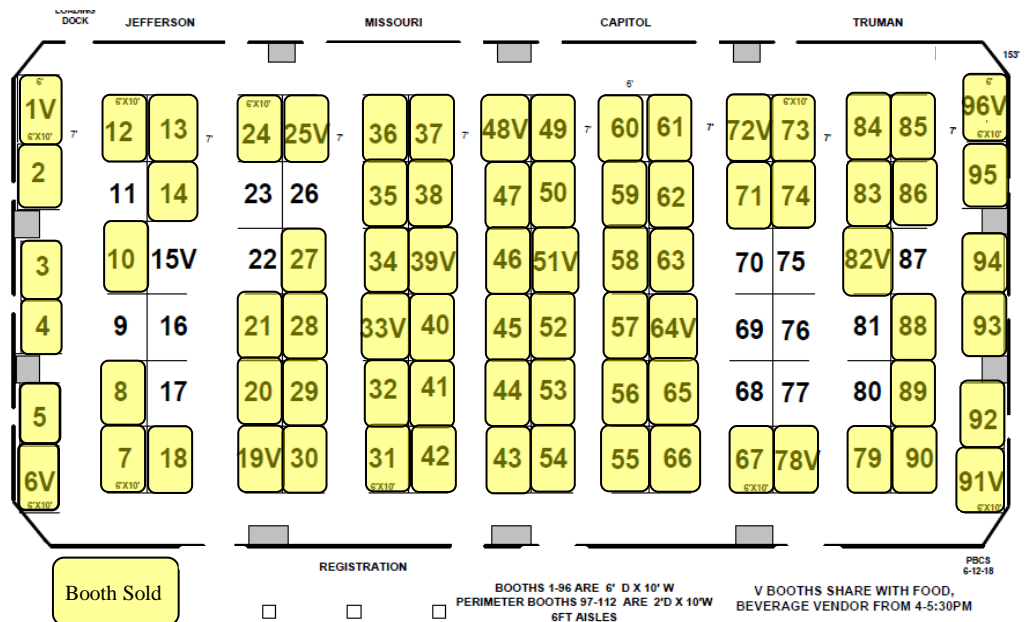 LOADING
DOCK
JEFFERSON MISSOURI CAPITOL TRUMAN
153'
6' 6'
1V 6'X10' 6'X10' 6' 6'X10' 96V
6'X10' 7' 12 13 7' 24 25V 7' 36 37 7' 48V 49 7' 60 61 7' 72V 73 7' 84 85 7' 6'X10'
2 11 14 23 26 35 38 47 50 59 62 71 74 83 86 95
3 10 15V 22 27 34 39V 46 51V 58 63 70 75 82V 87 94
4 9 16 21 28 33V 40 45 52 57 64V 69 76 81 88 93
5 8 17 20 29 32 41 44 53 56 65 68 77 80 89 92
6V 7 18 19V 30 31 42 43 54 55 66 67 78V 79 90 91V
6'X10' 6'X10' 6'X10' 6'X10' 6'X10'
REGISTRATION
PBCS
6-12-18
Booth Sold
BOOTHS 1-96 ARE 6' D X 10' W
PERIMETER BOOTHS 97-112 ARE 2'D X 10'W
6FT AISLES
V BOOTHS SHARE WITH FOOD,
BEVERAGE VENDOR FROM 4-5:30PM